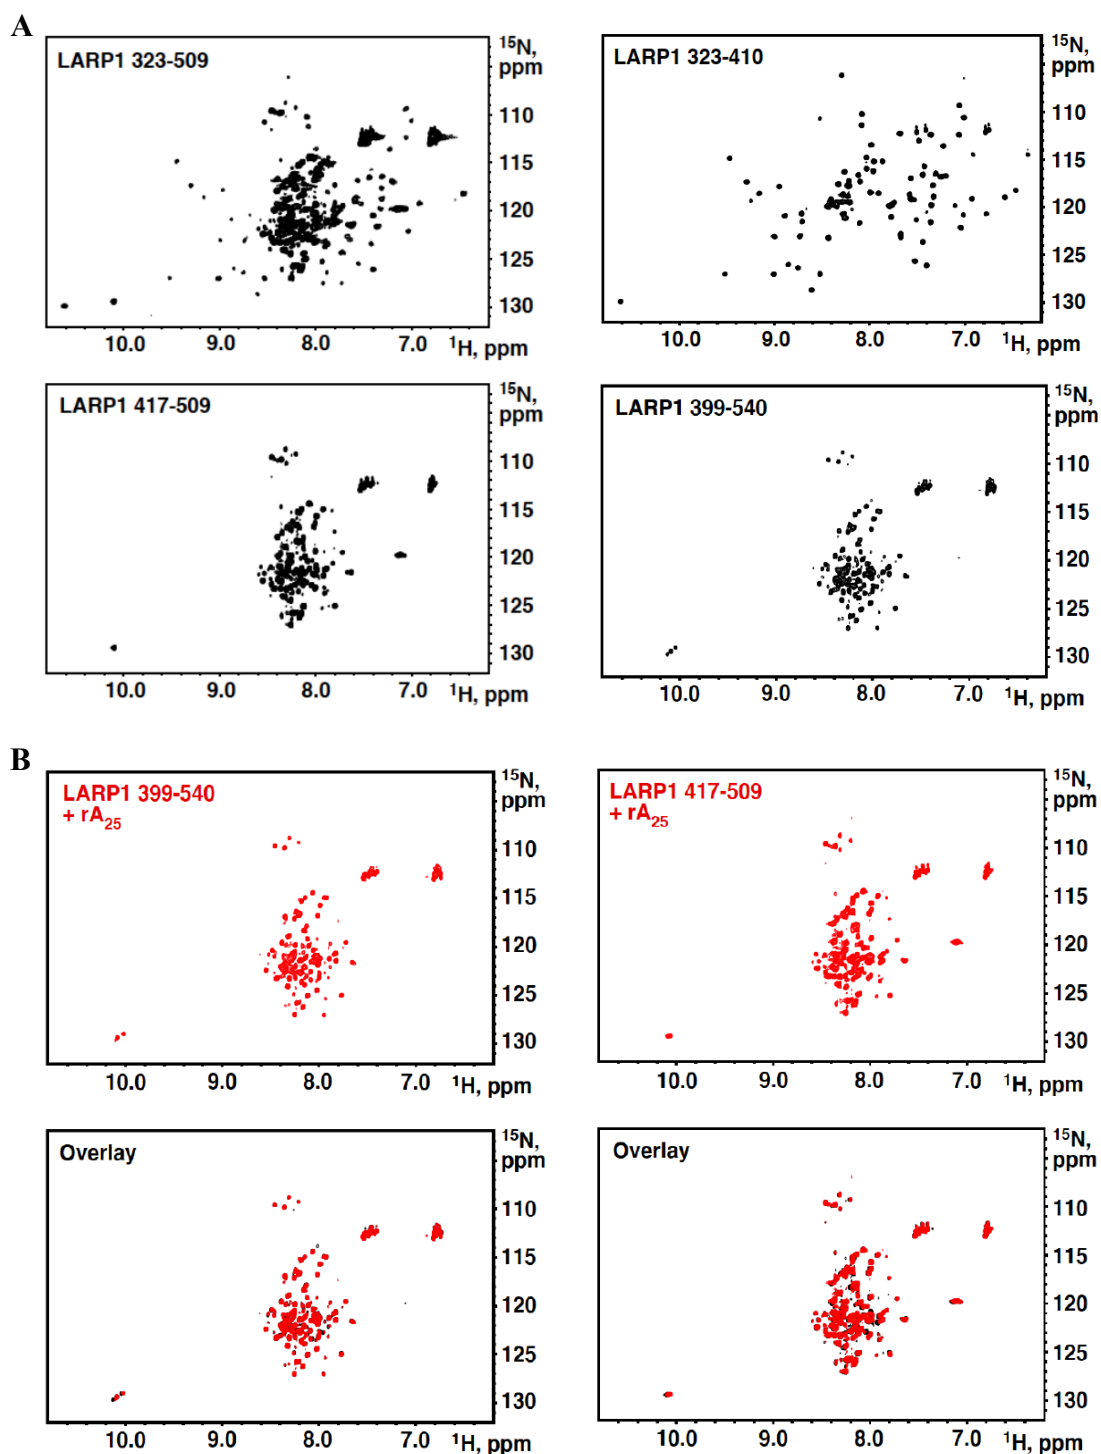 A
LARP1 323-509
¹⁵N,
ppm
110
115
120
125
130
10.0 9.0 8.0 7.0 ¹H, ppm
LARP1 323-410
¹⁵N,
ppm
110
115
120
125
130
10.0 9.0 8.0 7.0 ¹H, ppm
LARP1 417-509
¹⁵N,
ppm
110
115
120
125
130
10.0 9.0 8.0 7.0 ¹H, ppm
LARP1 399-540
¹⁵N,
ppm
110
115
120
125
130
10.0 9.0 8.0 7.0 ¹H, ppm
B
LARP1 399-540
+ rA₂₅
¹⁵N,
ppm
110
115
120
125
130
10.0 9.0 8.0 7.0 ¹H, ppm
LARP1 417-509
+ rA₂₅
¹⁵N,
ppm
110
115
120
125
130
10.0 9.0 8.0 7.0 ¹H, ppm
Overlay
¹⁵N,
ppm
110
115
120
125
130
10.0 9.0 8.0 7.0 ¹H, ppm
Overlay
¹⁵N,
ppm
110
115
120
125
130
10.0 9.0 8.0 7.0 ¹H, ppm